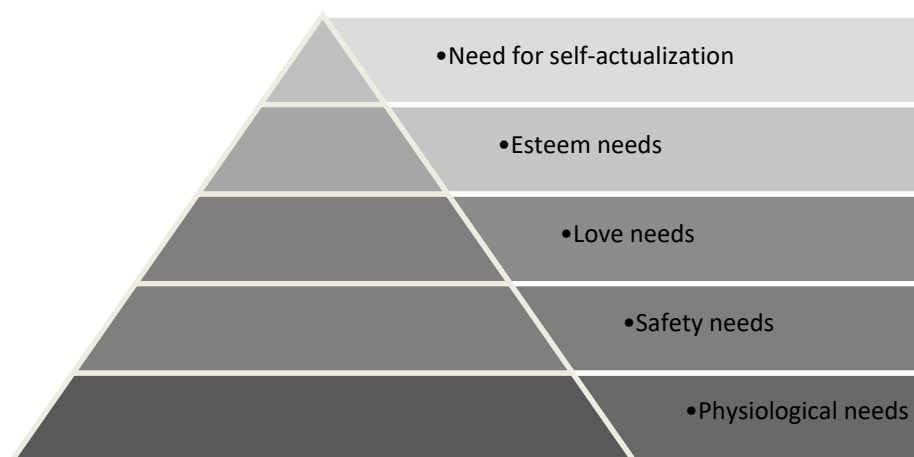 •Need for self-actualization
•Esteem needs
•Love needs
•Safety needs
•Physiological needs